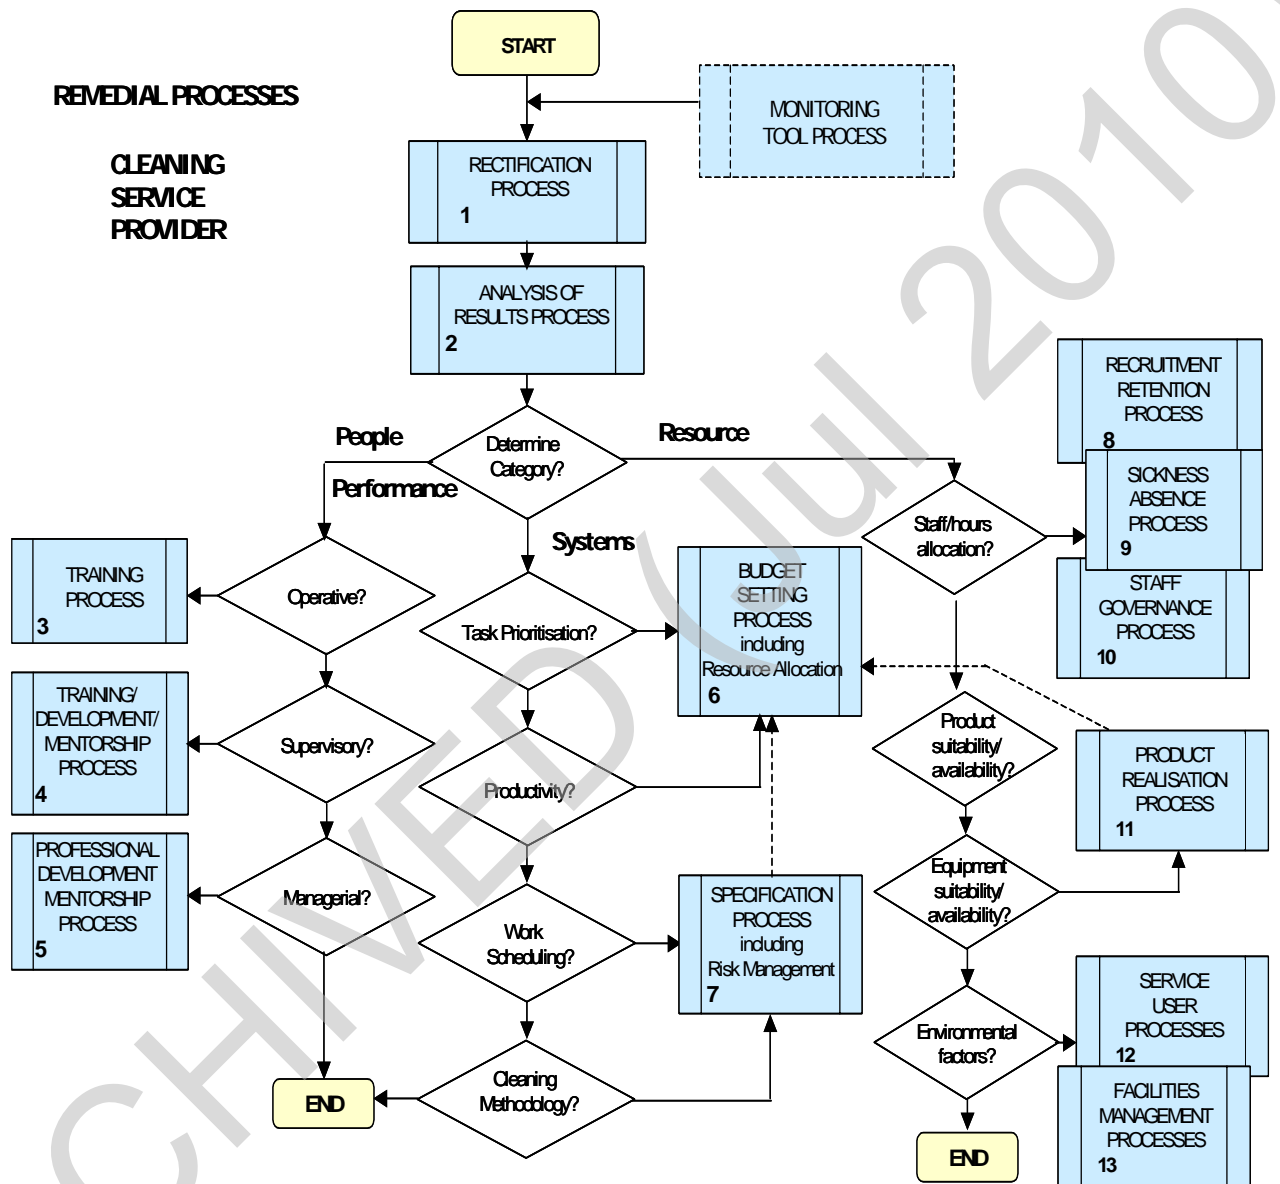 START
REMEDIAL PROCESSES
CLEANING
SERVICE
PROVIDER
MONITORING
TOOL PROCESS
RECTIFICATION
PROCESS
1
ANALYSIS OF
RESULTS PROCESS
2
Determine
Category?
People
Performance
Resource
Systems
RECRUITMENT
RETENTION
PROCESS
8
SICKNESS
ABSENCE
PROCESS
9
STAFF
GOVERNANCE
PROCESS
10
Staff/hours
allocation?
TRAINING
PROCESS
3
Operative?
Task Prioritisation?
BUDGET
SETTING
PROCESS
including
Resource Allocation
6
TRAINING/
DEVELOPMENT/
MENTORSHIP
PROCESS
4
Supervisory?
Productivity?
Product
suitability/
availability?
PRODUCT
REALISATION
PROCESS
11
PROFESSIONAL
DEVELOPMENT
MENTORSHIP
PROCESS
5
Managerial?
Work
Scheduling?
SPECIFICATION
PROCESS
including
Risk Management
7
Equipment
suitability/
availability?
Environmental
factors?
SERVICE
USER
PROCESSES
12
FACILITIES
MANAGEMENT
PROCESSES
13
Cleaning
Methodology?
END
END
CHIVED (Jul 2010